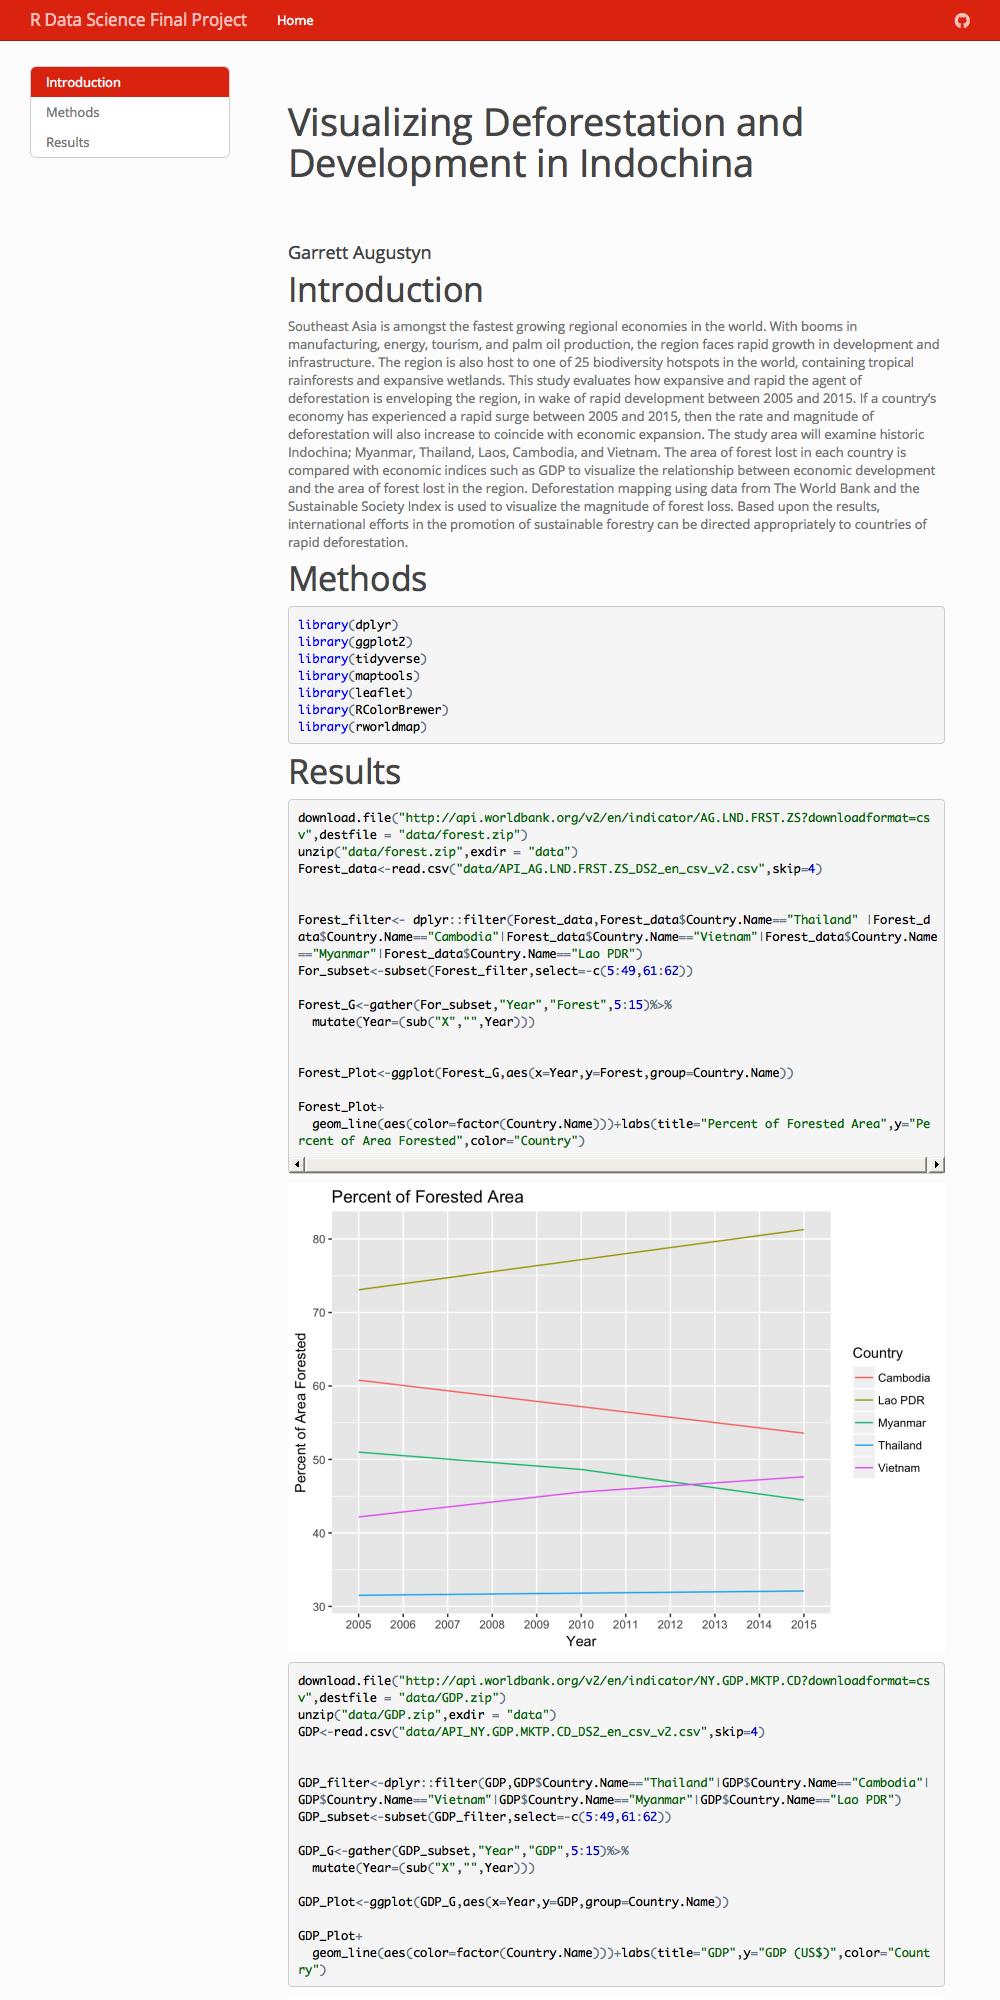 R Data Science Final Project Home
Introduction
Methods
Results
Visualizing Deforestation and
Development in Indochina
Garrett Augustyn
Introduction
Southeast Asia is amongst the fastest growing regional economies in the world. With booms in
manufacturing, energy, tourism, and palm oil production, the region faces rapid growth in development and
infrastructure. The region is also host to one of 25 biodiversity hotspots in the world, containing tropical
rainforests and expansive wetlands. This study evaluates how expansive and rapid the agent of
deforestation is enveloping the region, in wake of rapid development between 2005 and 2015. If a country's
economy has experienced a rapid surge between 2005 and 2015, then the rate and magnitude of
deforestation will also increase to coincide with economic expansion. The study area will examine historic
Indochina; Myanmar, Thailand, Laos, Cambodia, and Vietnam. The area of forest lost in each country is
compared with economic indices such as GDP to visualize the relationship between economic development
and the area of forest lost in the region. Deforestation mapping using data from The World Bank and the
Sustainable Society Index is used to visualize the magnitude of forest loss. Based upon the results,
international efforts in the promotion of sustainable forestry can be directed appropriately to countries of
rapid deforestation.
Methods
library(dplyr)
library(ggplot2)
library(tidyverse)
library(maptools)
library(leaflet)
library(RColorBrewer)
library(rworldmap)
Results
download.file("http://api.worldbank.org/v2/en/indicator/AG.LND.FRST.ZS?downloadformat=cs
v",destfile = "data/forest.zip")
unzip("data/forest.zip",exdir = "data")
Forest_data<-read.csv("data/API_AG.LND.FRST.ZS_DS2_en_csv_v2.csv",skip=4)
Forest_filter<- dplyr::filter(Forest_data,Forest_data$Country.Name=="Thailand" |Forest_d
ata$Country.Name=="Cambodia"|Forest_data$Country.Name=="Vietnam"|Forest_data$Country.Name
=="Myanmar"|Forest_data$Country.Name=="Lao PDR")
For_subset<-subset(Forest_filter,select=-c(5:49,61:62))
Forest_G<-gather(For_subset,"Year","Forest",5:15)%>%
  mutate(Year=(sub("X","",Year)))
Forest_Plot<-ggplot(Forest_G,aes(x=Year,y=Forest,group=Country.Name))
Forest_Plot+
  geom_line(aes(color=factor(Country.Name)))+labs(title="Percent of Forested Area",y="Pe
rcent of Area Forested",color="Country")
Percent of Forested Area
80
70
60
50
40
30
Percent of Area Forested
2005 2006 2007 2008 2009 2010 2011 2012 2013 2014 2015
Year
Country
Cambodia
Lao PDR
Myanmar
Thailand
Vietnam
download.file("http://api.worldbank.org/v2/en/indicator/NY.GDP.MKTP.CD?downloadformat=cs
v",destfile = "data/GDP.zip")
unzip("data/GDP.zip",exdir = "data")
GDP<-read.csv("data/API_NY.GDP.MKTP.CD_DS2_en_csv_v2.csv",skip=4)
GDP_filter<-dplyr::filter(GDP,GDP$Country.Name=="Thailand"|GDP$Country.Name=="Cambodia"|
GDP$Country.Name=="Vietnam"|GDP$Country.Name=="Myanmar"|GDP$Country.Name=="Lao PDR")
GDP_subset<-subset(GDP_filter,select=-c(5:49,61:62))
GDP_G<-gather(GDP_subset,"Year","GDP",5:15)%>%
  mutate(Year=(sub("X","",Year)))
GDP_Plot<-ggplot(GDP_G,aes(x=Year,y=GDP,group=Country.Name))
GDP_Plot+
  geom_line(aes(color=factor(Country.Name)))+labs(title="GDP",y="GDP (US$)",color="Count
ry")